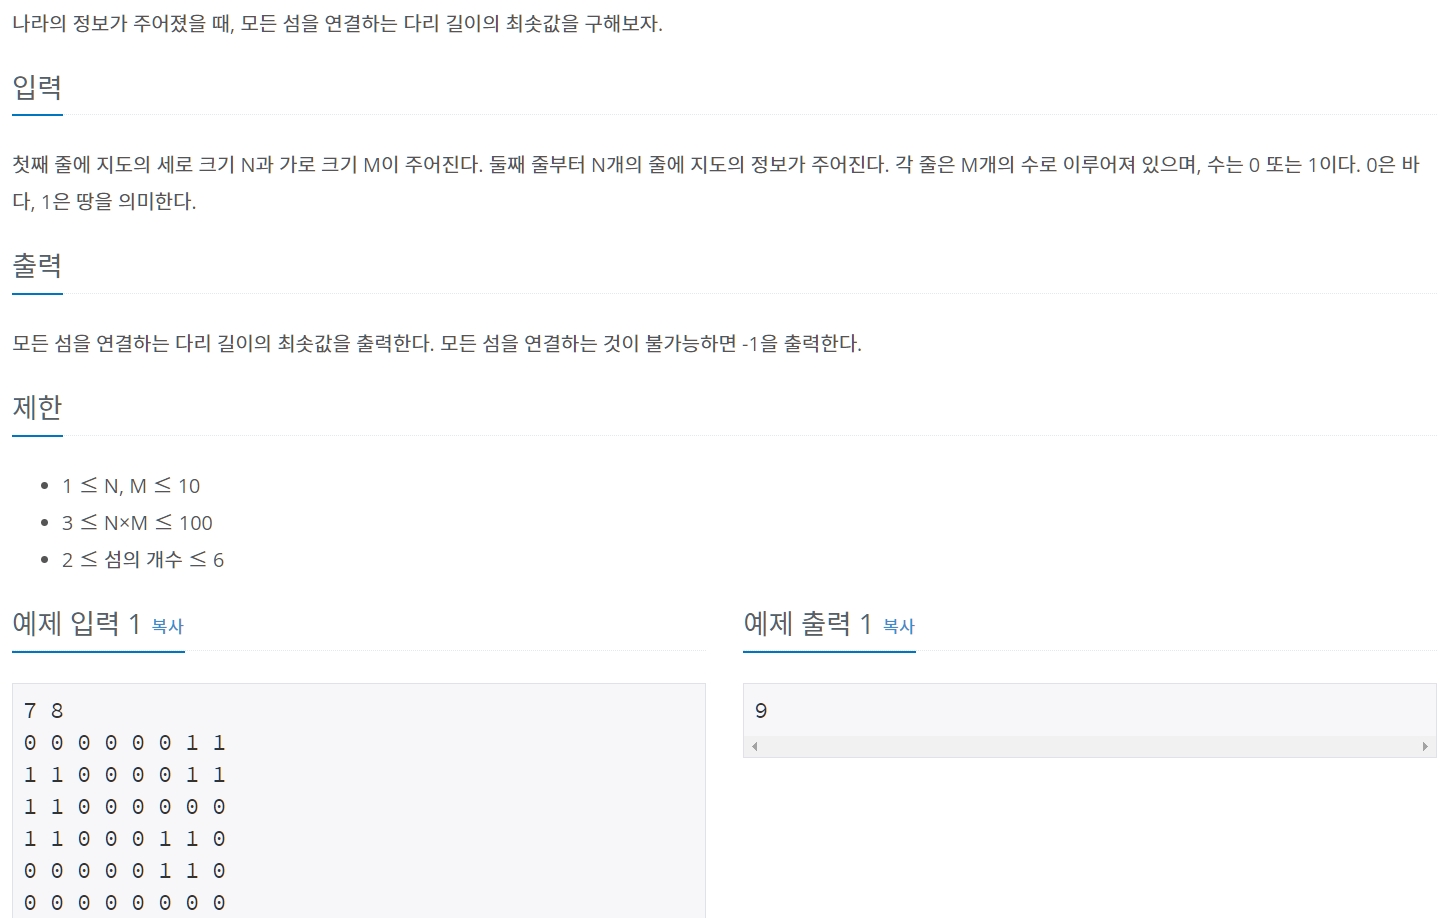 나라의 정보가 주어졌을 때, 모든 섬을 연결하는 다리 길이의 최솟값을 구해보자.
입력
첫째 줄에 지도의 세로 크기 N과 가로 크기 M이 주어진다. 둘째 줄부터 N개의 줄에 지도의 정보가 주어진다. 각 줄은 M개의 수로 이루어져 있으며, 수는 0 또는 1이다. 0은 바
다, 1은 땅을 의미한다.
출력
모든 섬을 연결하는 다리 길이의 최솟값을 출력한다. 모든 섬을 연결하는 것이 불가능하면 -1을 출력한다.
제한
• 1 ≤ N, M ≤ 10
• 3 ≤ N×M ≤ 100
• 2 ≤ 섬의 개수 ≤ 6
예제 입력 1 복사
7 8
0 0 0 0 0 0 1 1
1 1 0 0 0 0 1 1
1 1 0 0 0 0 0 0
1 1 0 0 0 1 1 0
0 0 0 0 0 1 1 0
0 0 0 0 0 0 0 0
예제 출력 1 복사
9